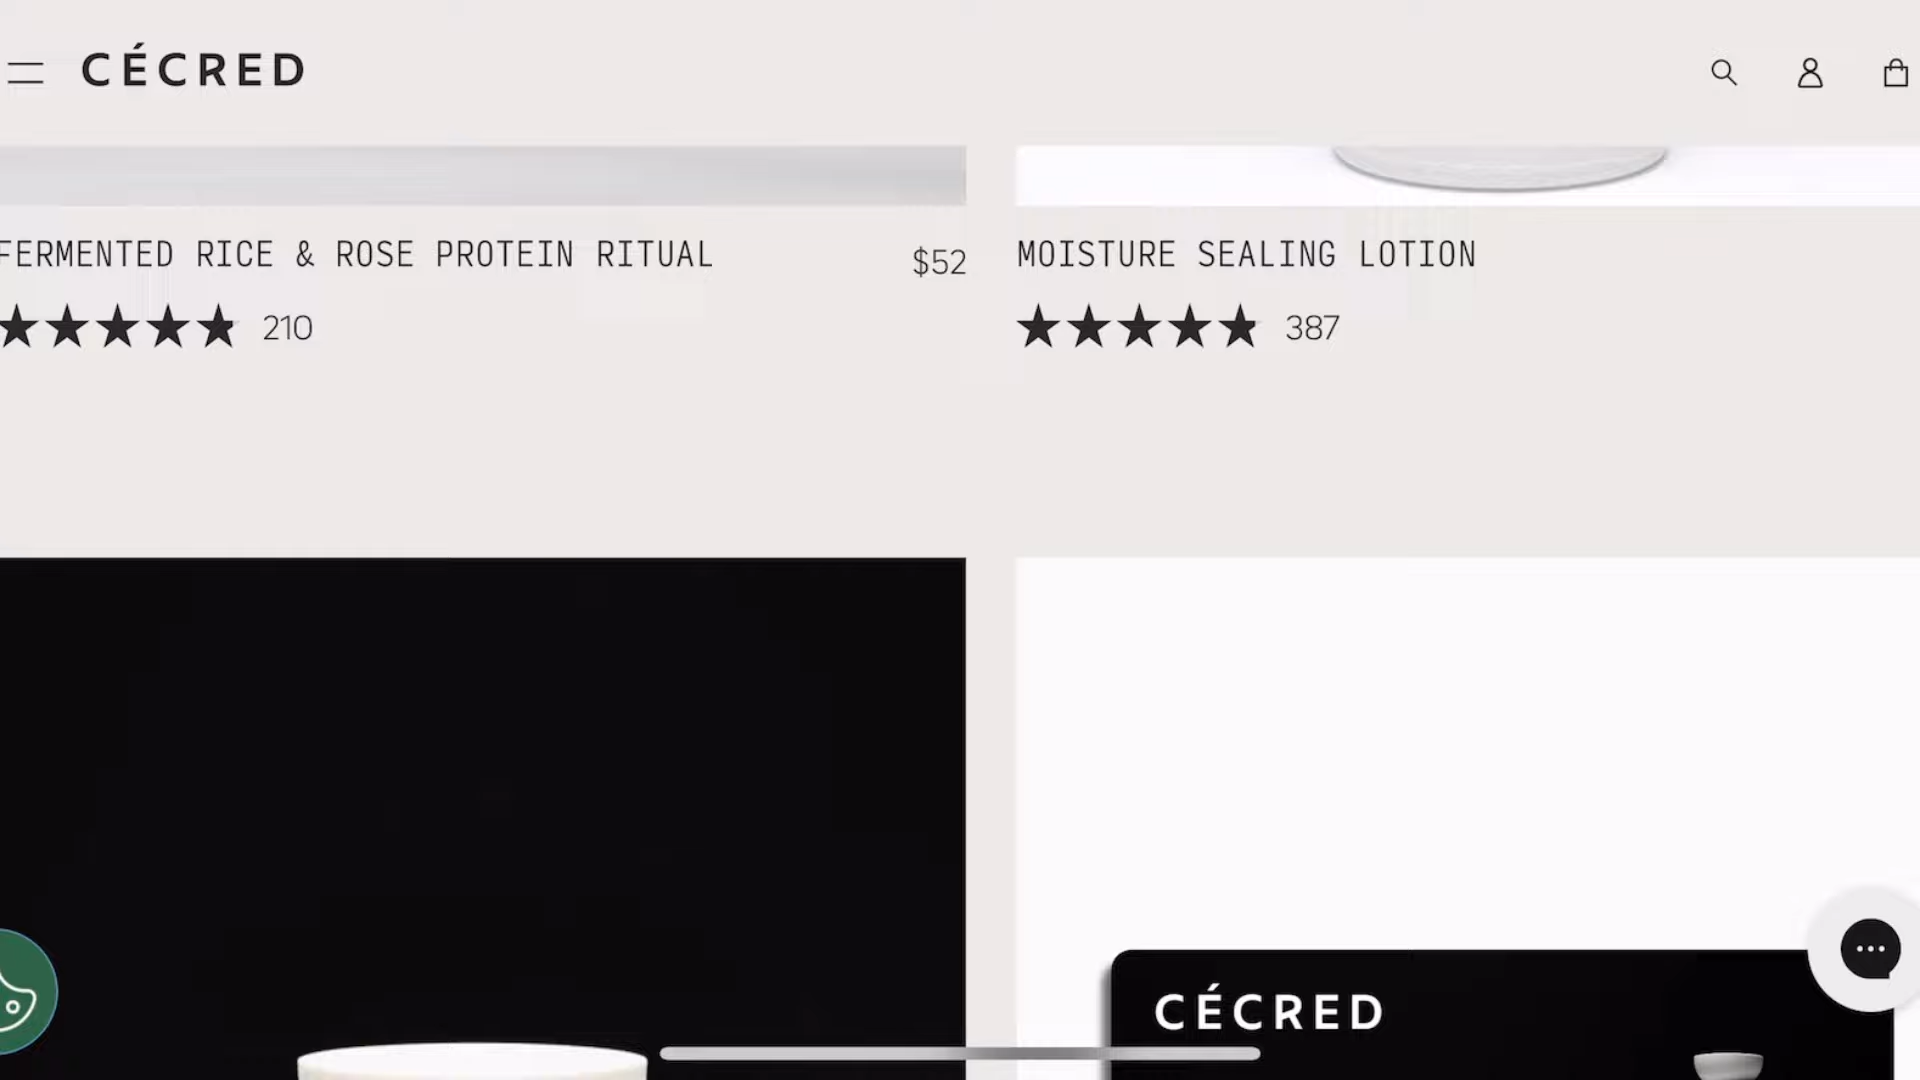 CÉCRED
FERMENTED RICE & ROSE PROTEIN RITUAL
$52
210
MOISTURE SEALING LOTION
387
CÉCRED